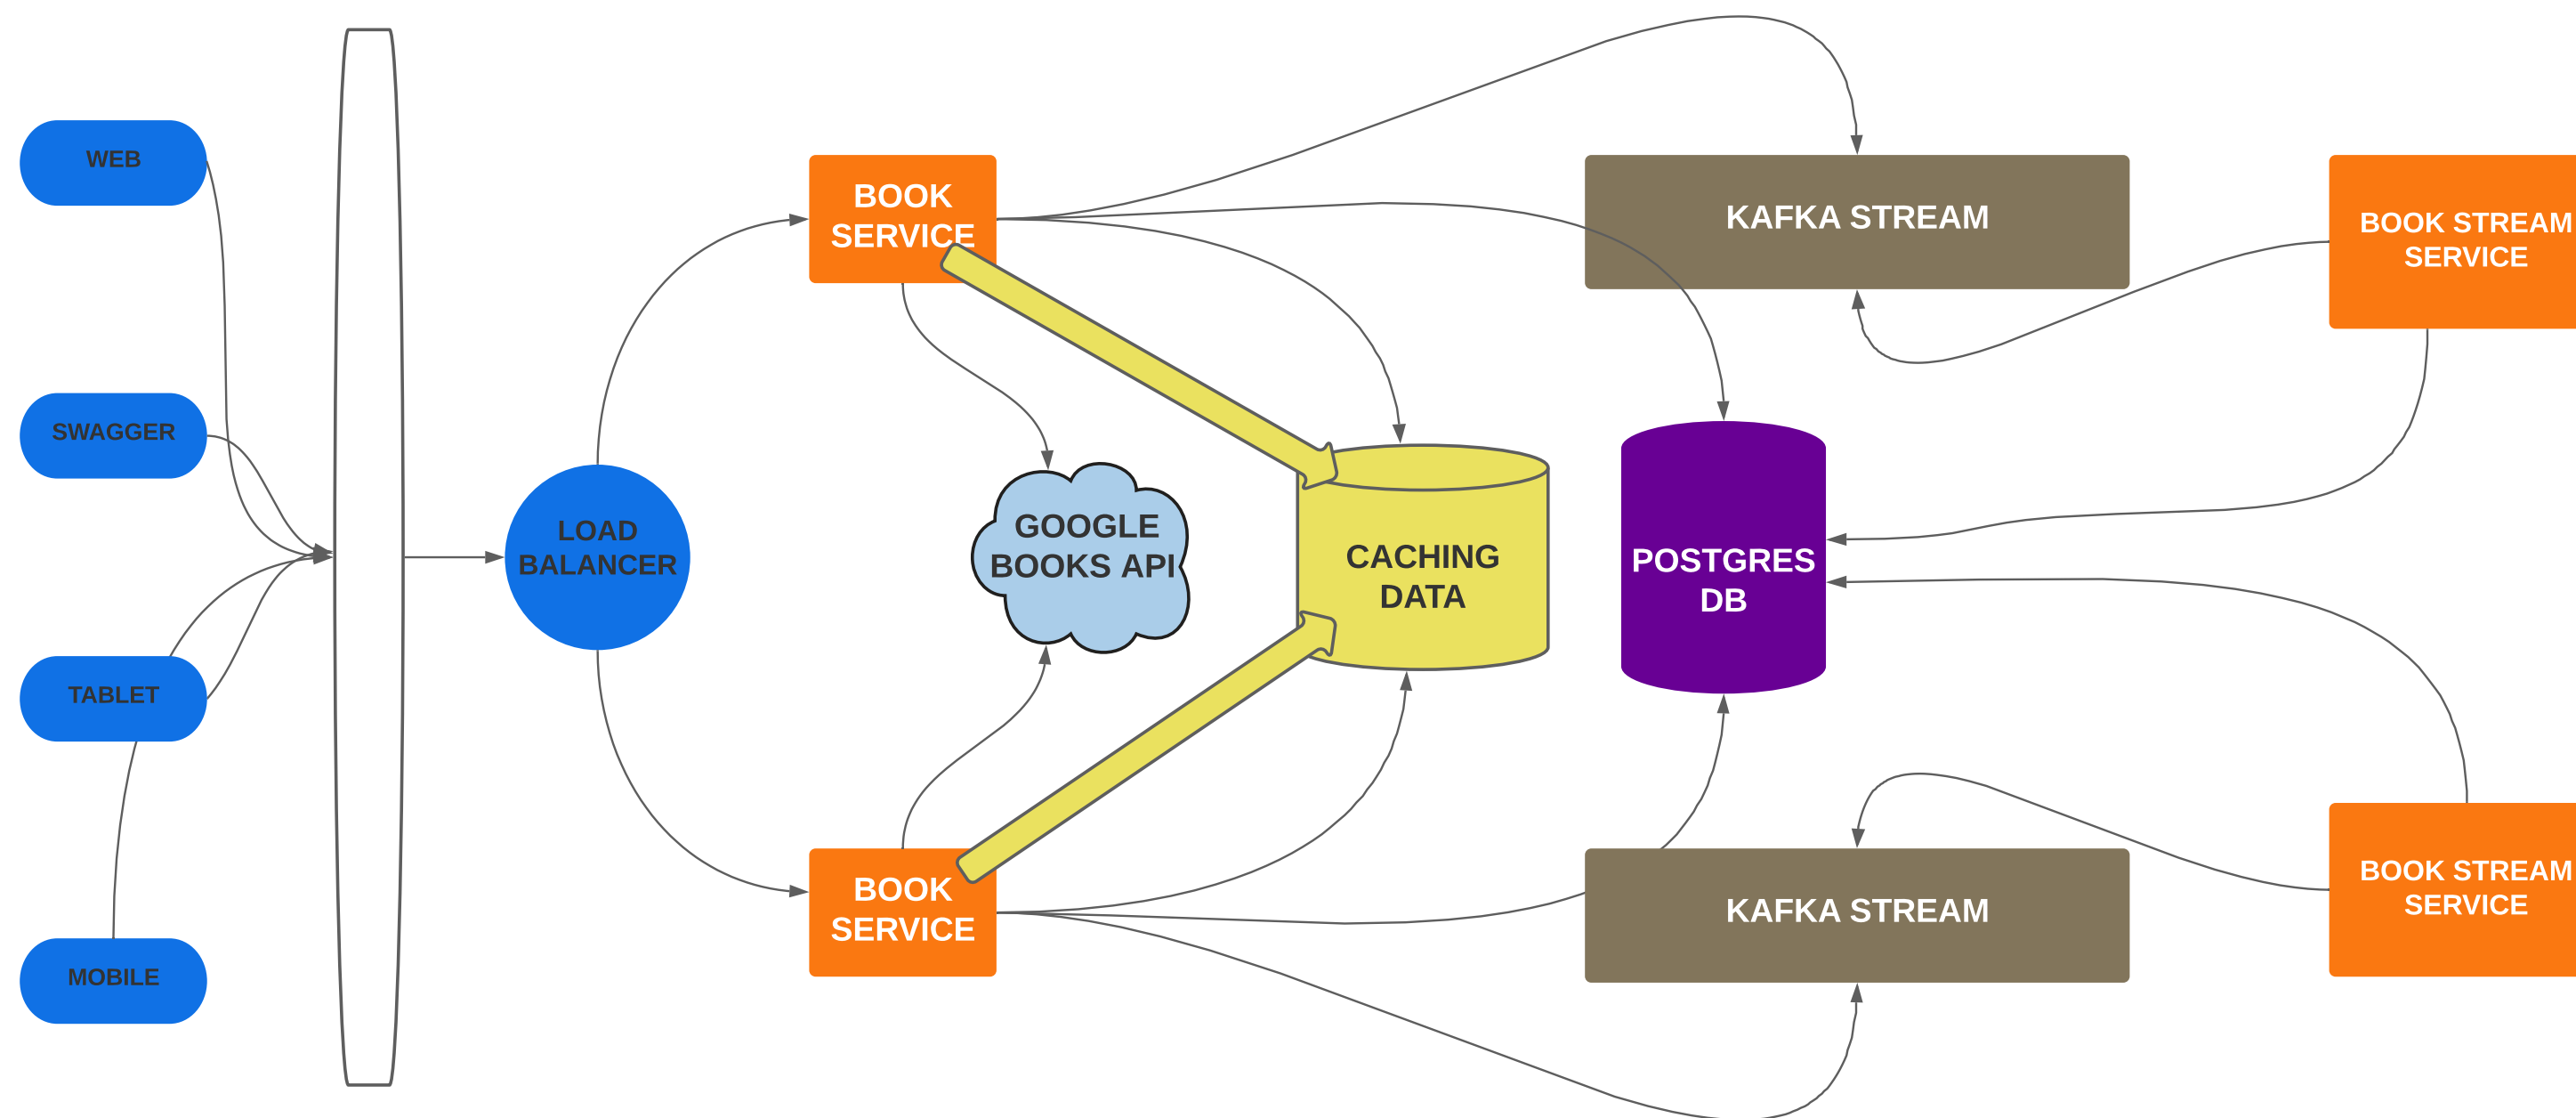 WEB
SWAGGER
TABLET
MOBILE
LOAD
BALANCER
BOOK
SERVICE
BOOK
SERVICE
GOOGLE
BOOKS API
CACHING
DATA
KAFKA STREAM
POSTGRES
DB
KAFKA STREAM
BOOK STREAM
SERVICE
BOOK STREAM
SERVICE